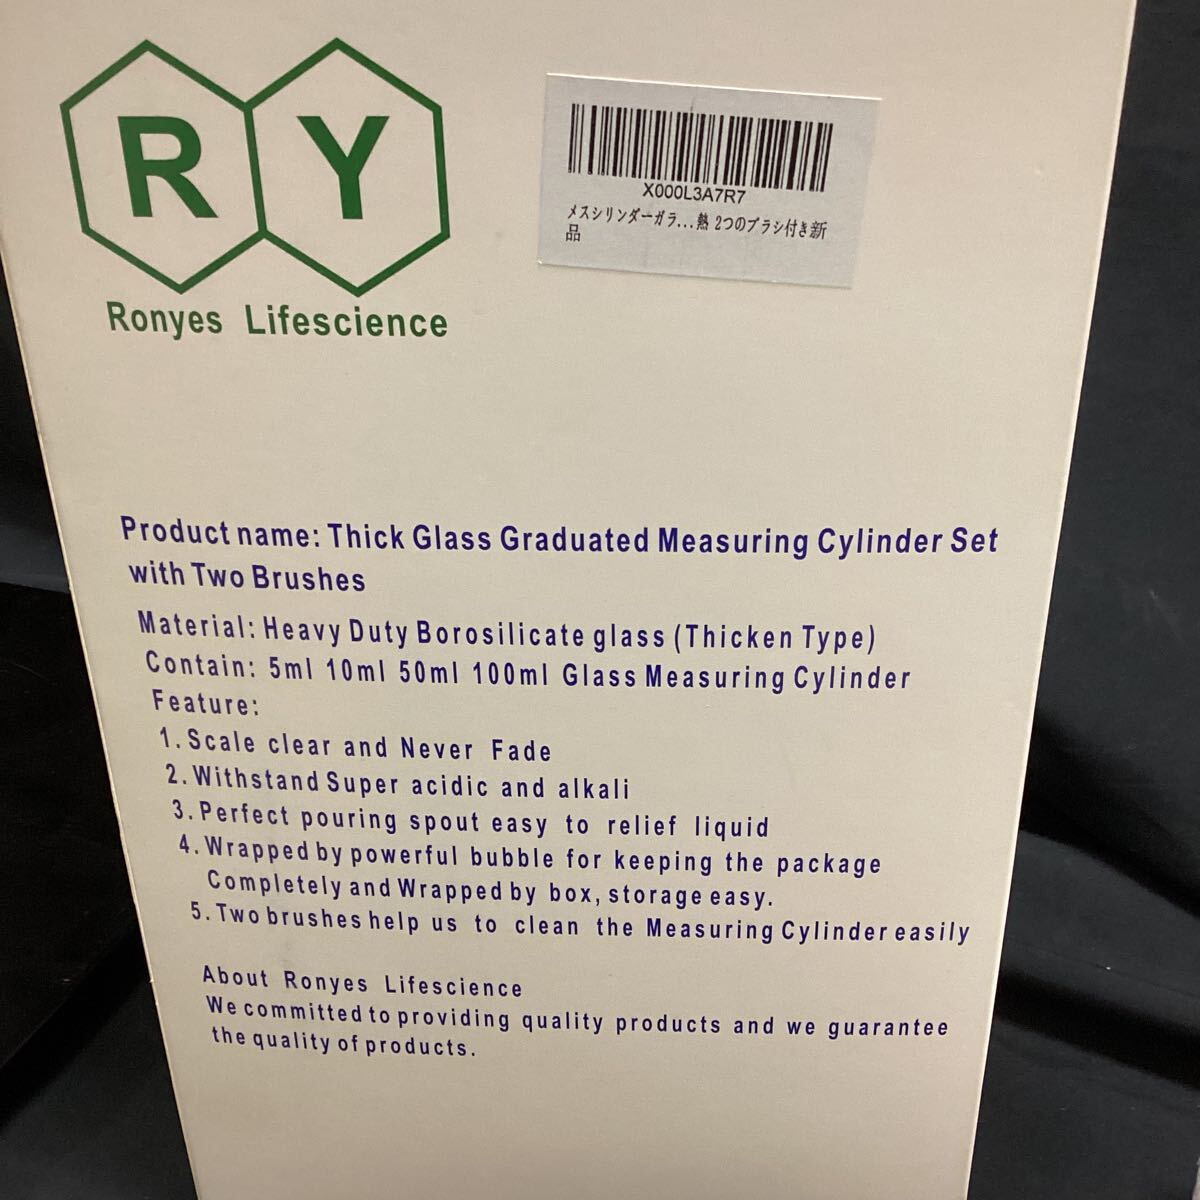 R Y
Ronyes Lifescience
X000L3A7R7
メスシリンダーガラ...熱 2つのブラシ付き新
品
Product name: Thick Glass Graduated Measuring Cylinder Set
with Two Brushes
Material: Heavy Duty Borosilicate glass (Thicken Type)
Contain: 5ml 10ml 50ml 100ml Glass Measuring Cylinder
Feature:
1. Scale clear and Never Fade
2. Withstand Super acidic and alkali
3. Perfect pouring spout easy to relief liquid
4. Wrapped by powerful bubble for keeping the package
Completely and Wrapped by box, storage easy.
5. Two brushes help us to clean the Measuring Cylinder easily
About Ronyes Lifescience
We committed to providing quality products and we guarantee
the quality of products.